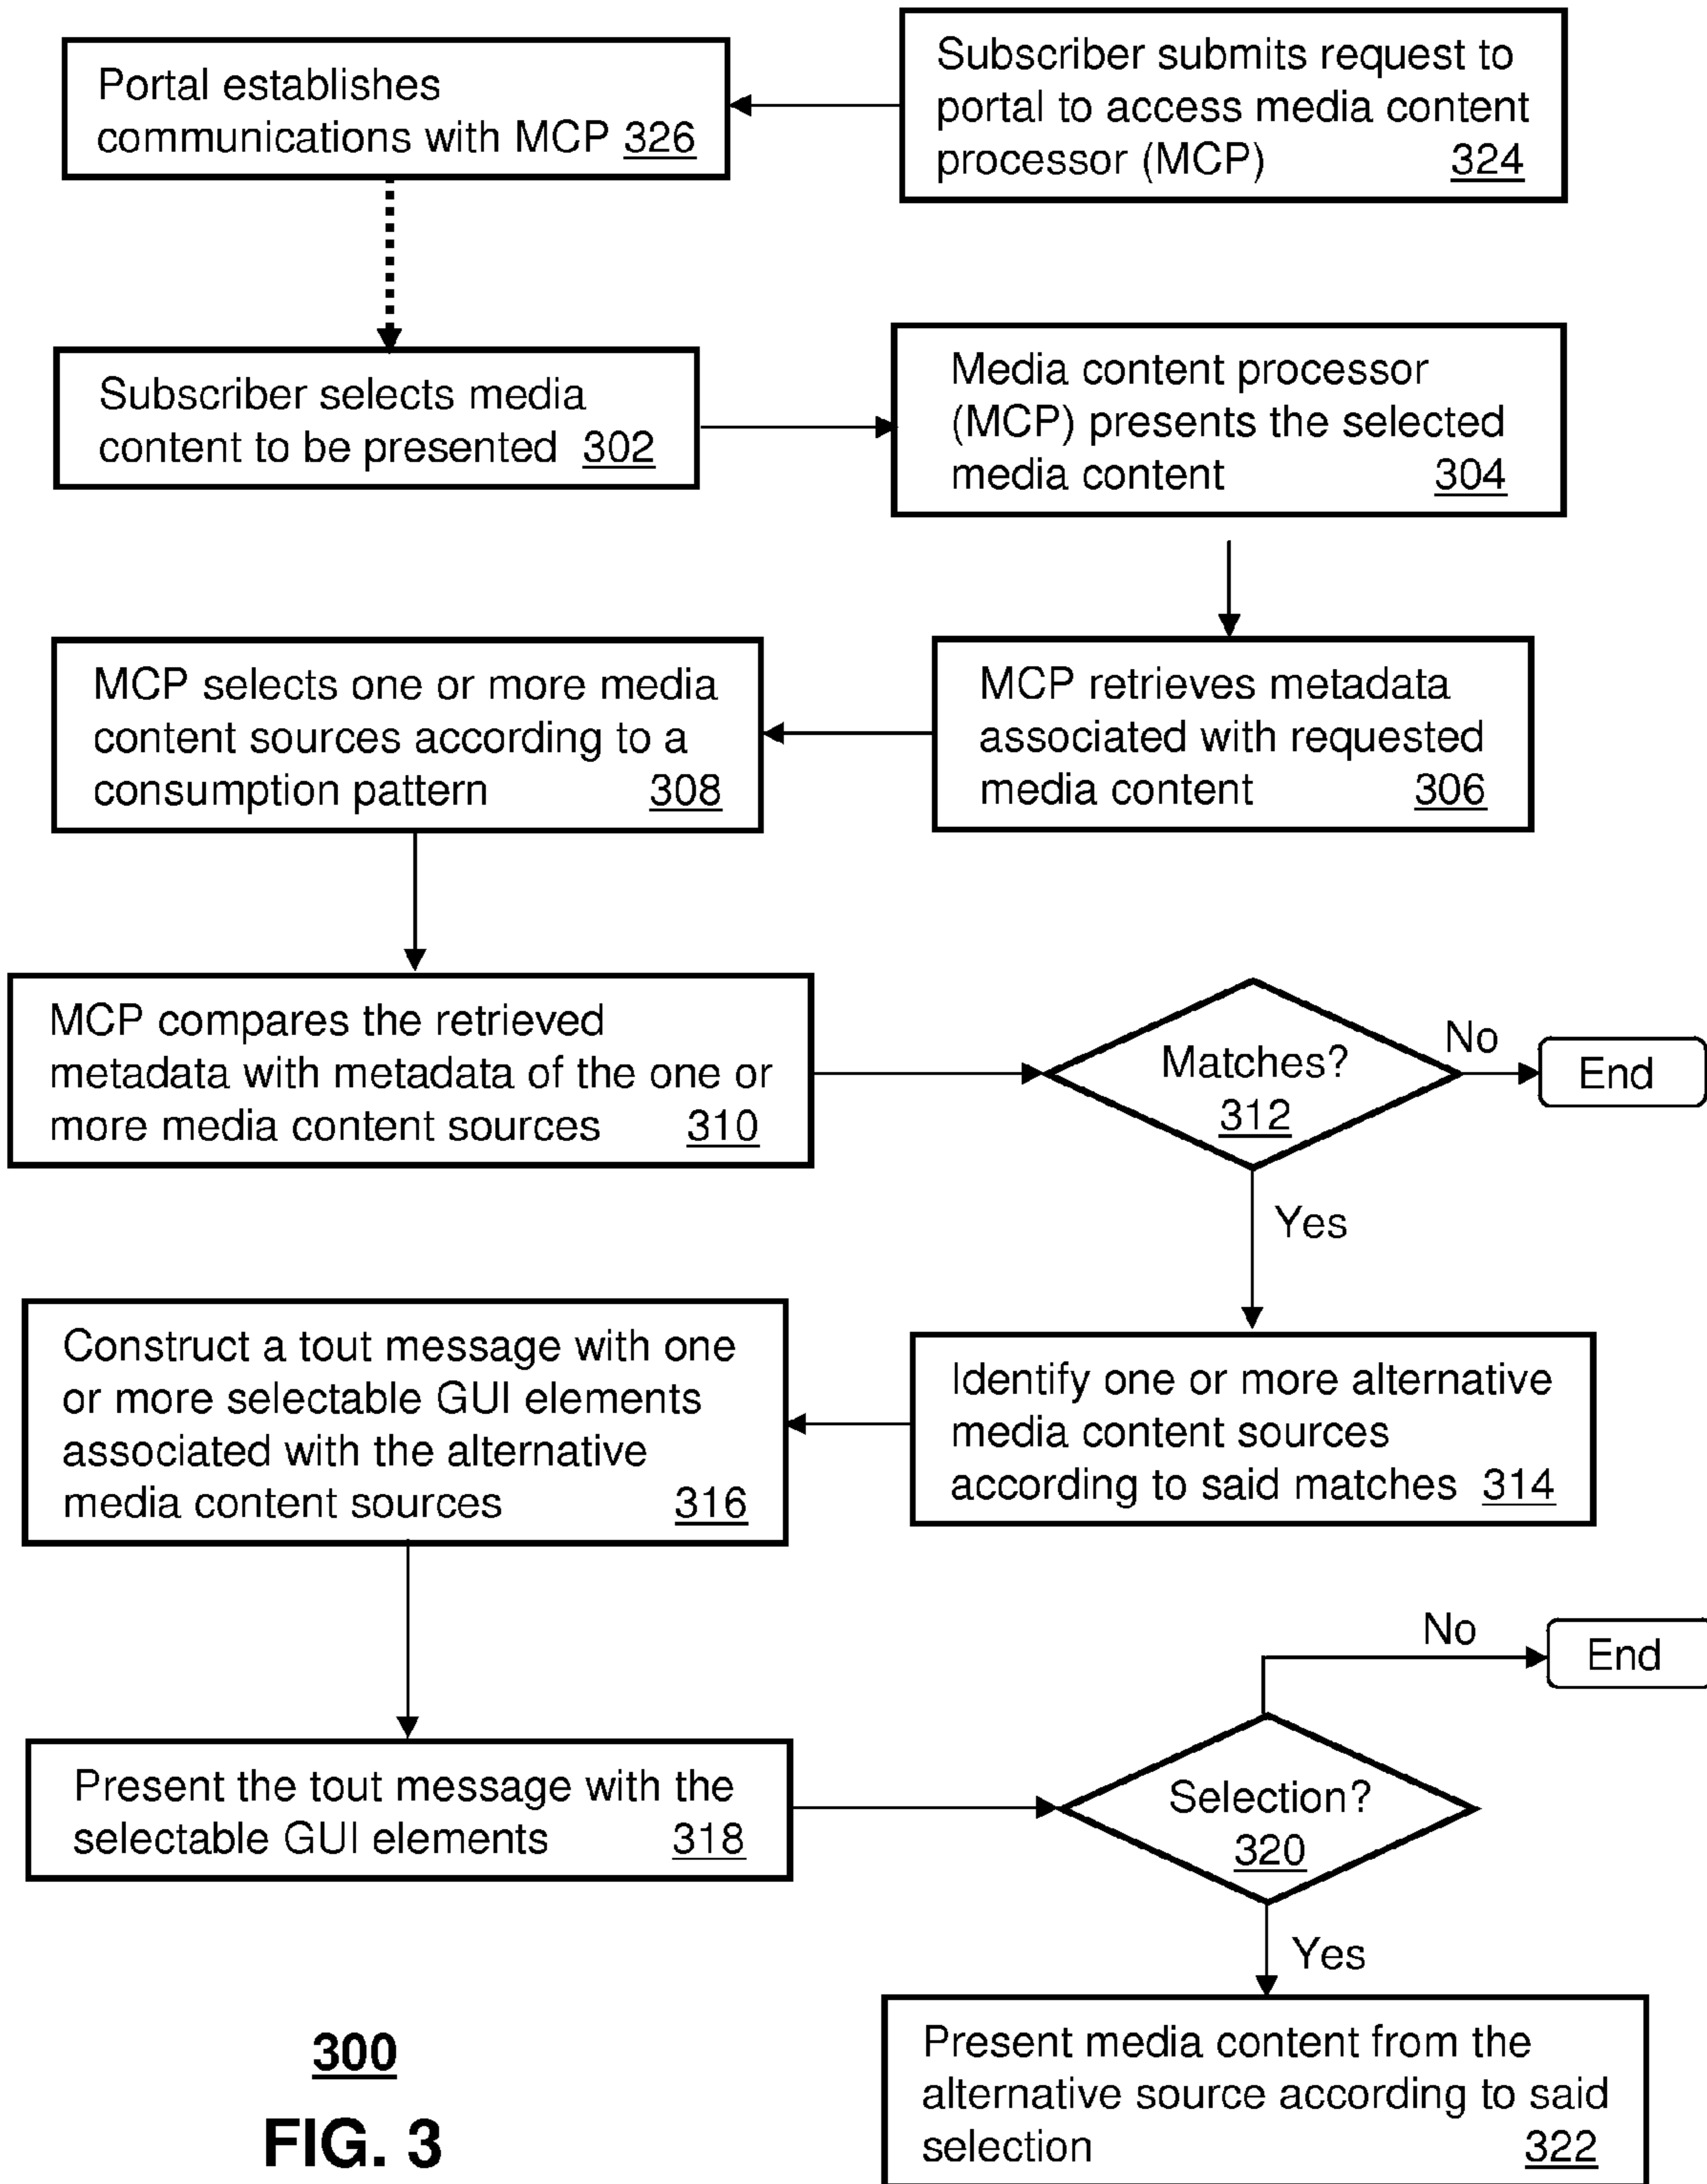 Subscriber submits request to
portal to access media content
processor (MCP) 324
Portal establishes
communications with MCP 326
Subscriber selects media
content to be presented 302
Media content processor
(MCP) presents the selected
media content 304
MCP retrieves metadata
associated with requested
media content 306
MCP selects one or more media
content sources according to a
consumption pattern 308
MCP compares the retrieved
metadata with metadata of the one or
more media content sources 310
Matches?
312
No
End
Yes
Identify one or more alternative
media content sources
according to said matches 314
Construct a tout message with one
or more selectable GUI elements
associated with the alternative
media content sources 316
Present the tout message with the
selectable GUI elements 318
Selection?
320
No
End
Yes
Present media content from the
alternative source according to said
selection 322
300
FIG. 3